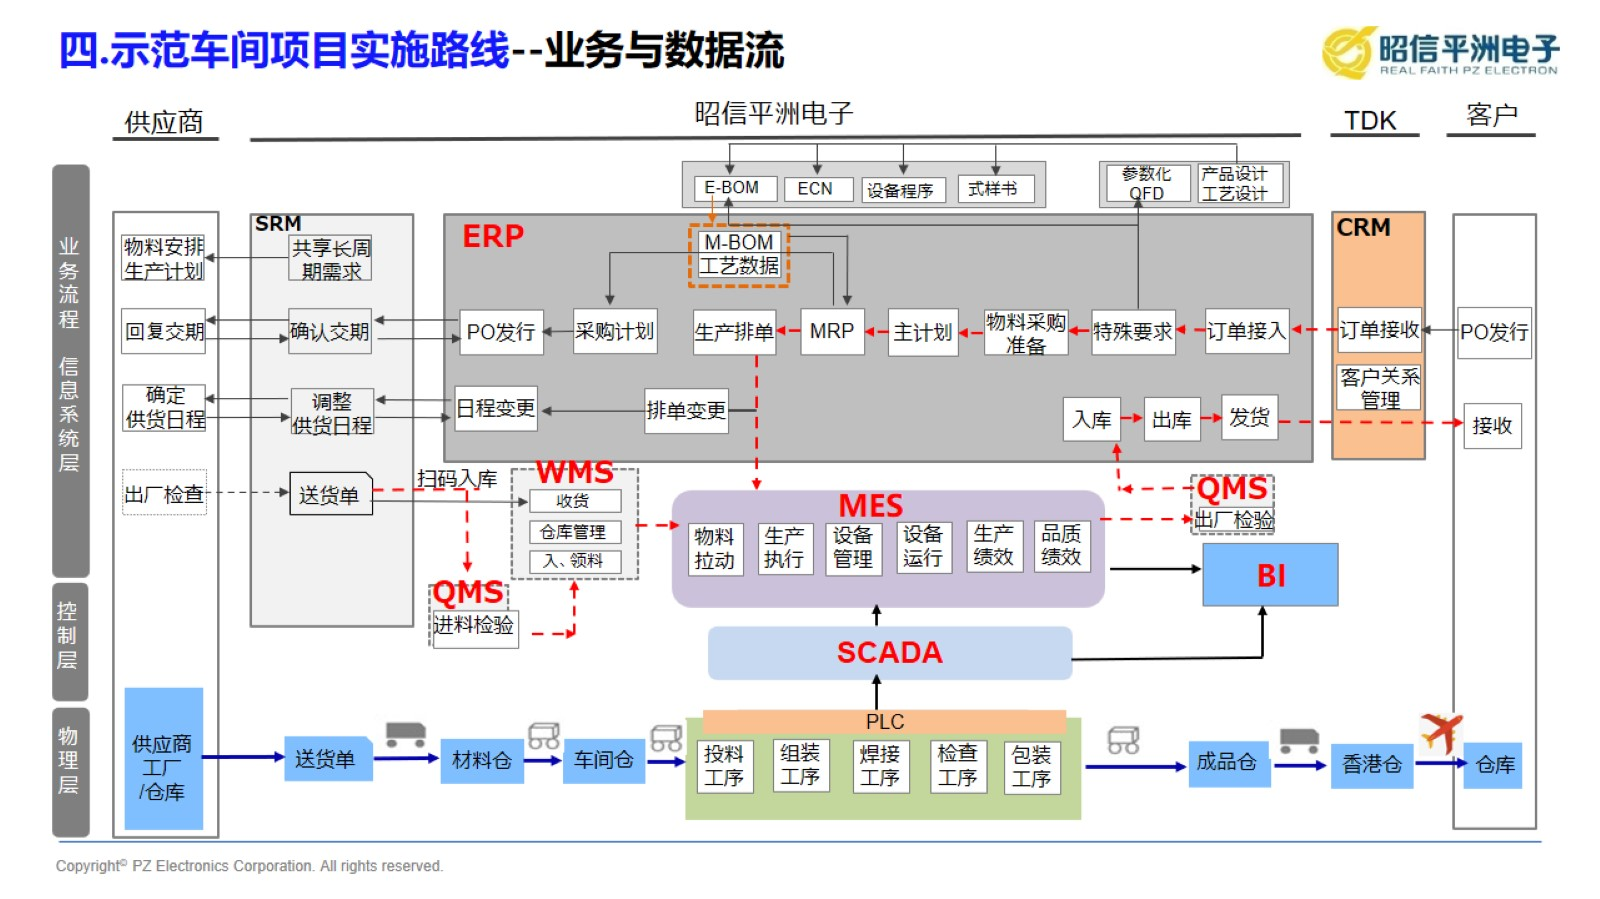 四.示范车间项目实施路线--业务与数据流
昭信平洲电子
REAL FAITH PZ ELECTRON
供应商
昭信平洲电子
TDK
客户
业务流程 信息系统层
控制层
物理层
E-BOM
ECN
设备程序
式样书
参数化
QFD
产品设计
工艺设计
SRM
ERP
CRM
M-BOM
工艺数据
物料安排
生产计划
共享长周
期需求
回复交期
确认交期
PO发行
采购计划
生产排单
MRP
主计划
物料采购
准备
特殊要求
订单接入
订单接收
PO发行
客户关系
管理
确定
供货日程
调整
供货日程
日程变更
排单变更
入库
出库
发货
接收
出厂检查
送货单
扫码入库
WMS
收货
仓库管理
入、领料
QMS
进料检验
MES
物料
拉动
生产
执行
设备
管理
设备
运行
生产
绩效
品质
绩效
QMS
出厂检验
BI
SCADA
PLC
投料
工序
组装
工序
焊接
工序
检查
工序
包装
工序
供应商
工厂
/仓库
送货单
材料仓
车间仓
成品仓
香港仓
仓库
Copyright© PZ Electronics Corporation. All rights reserved.